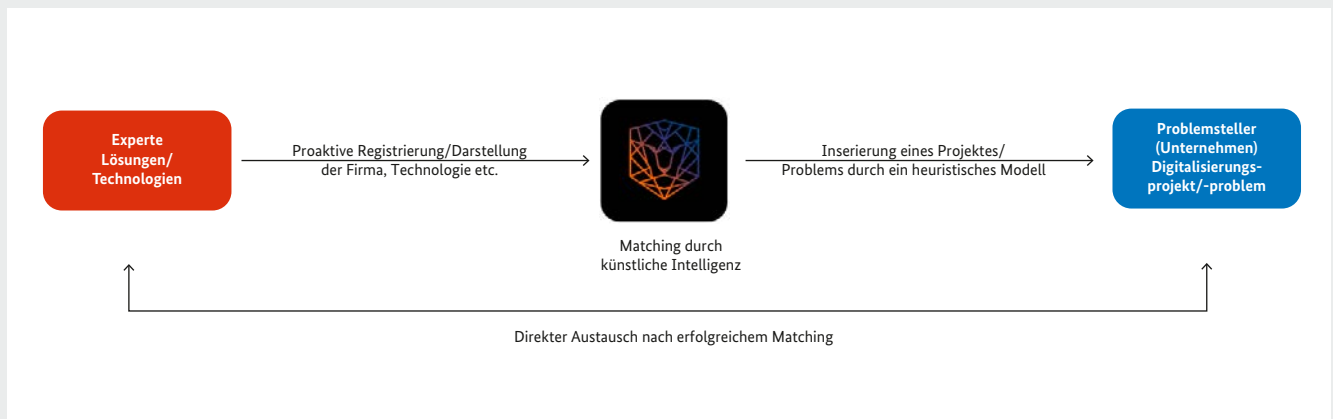 Experte
Lösungen/
Technologien
Proaktive Registrierung/Darstellung
der Firma, Technologie etc.
Matching durch
künstliche Intelligenz
Inserierung eines Projektes/
Problems durch ein heuristisches Modell
Problemsteller
(Unternehmen)
Digitalisierungs-
projekt/-problem
Direkter Austausch nach erfolgreichem Matching